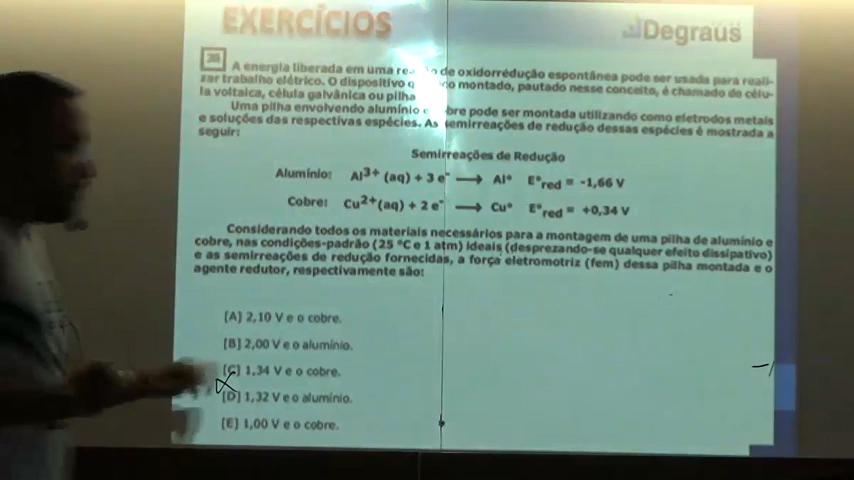 EXERCÍCIOS
Degraus
36
A energia liberada em uma de oxidorredução espontânea pode ser usada para reali-
zar trabalho elétrico. O dispositivo montado, pautado nesse conceito, é chamado de célu-
la voltaica, célula galvânica ou pilha
Uma pilha envolvendo alumínio pode ser montada utilizando como eletrodos metais
e soluções das respectivas espécies. As semirreações de redução dessas espécies é mostrada a
seguir:
Semirreações de Redução
Alumínio: Al³⁺ (aq) + 3 e⁻ ⟶ Al° E°red = -1,66 V
Cobre: Cu²⁺(aq) + 2 e⁻ ⟶ Cu° E°red = +0,34 V
Considerando todos os materiais necessários para a montagem de uma pilha de alumínio e
cobre, nas condições-padrão (25 °C e 1 atm) ideais (desprezando-se qualquer efeito dissipativo)
e as semirreações de redução fornecidas, a força eletromotriz (fem) dessa pilha montada e o
agente redutor, respectivamente são:
[A] 2,10 V e o cobre.
[B] 2,00 V e o alumínio.
[C] 1,34 V e o cobre.
[D] 1,32 V e o alumínio.
[E] 1,00 V e o cobre.